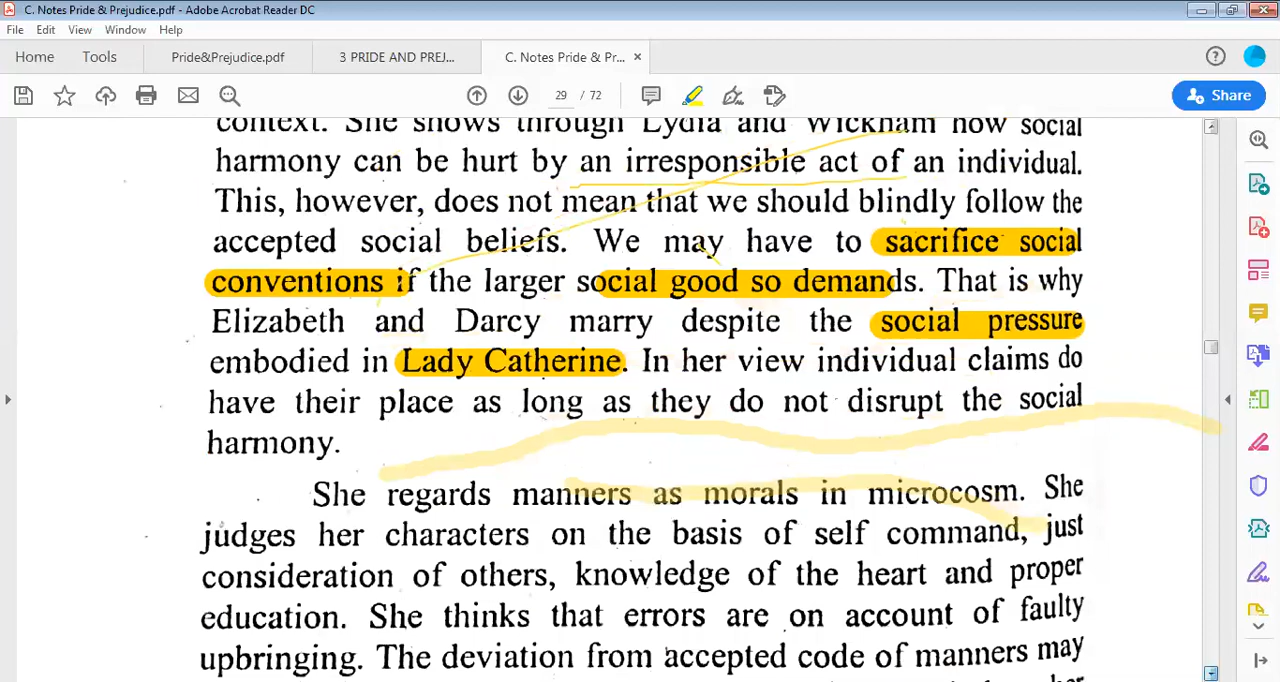 C. Notes Pride & Prejudice.pdf - Adobe Acrobat Reader DC
File Edit View Window Help
Home Tools Pride&Prejudice.pdf 3 PRIDE AND PREJ... C. Notes Pride & Pr... ×
29 / 72 Share
context. She shows through Lydia and Wickham how social
harmony can be hurt by an irresponsible act of an individual.
This, however, does not mean that we should blindly follow the
accepted social beliefs. We may have to sacrifice social
conventions if the larger social good so demands. That is why
Elizabeth and Darcy marry despite the social pressure
embodied in Lady Catherine. In her view individual claims do
have their place as long as they do not disrupt the social
harmony.
She regards manners as morals in microcosm. She
judges her characters on the basis of self command, just
consideration of others, knowledge of the heart and proper
education. She thinks that errors are on account of faulty
upbringing. The deviation from accepted code of manners may